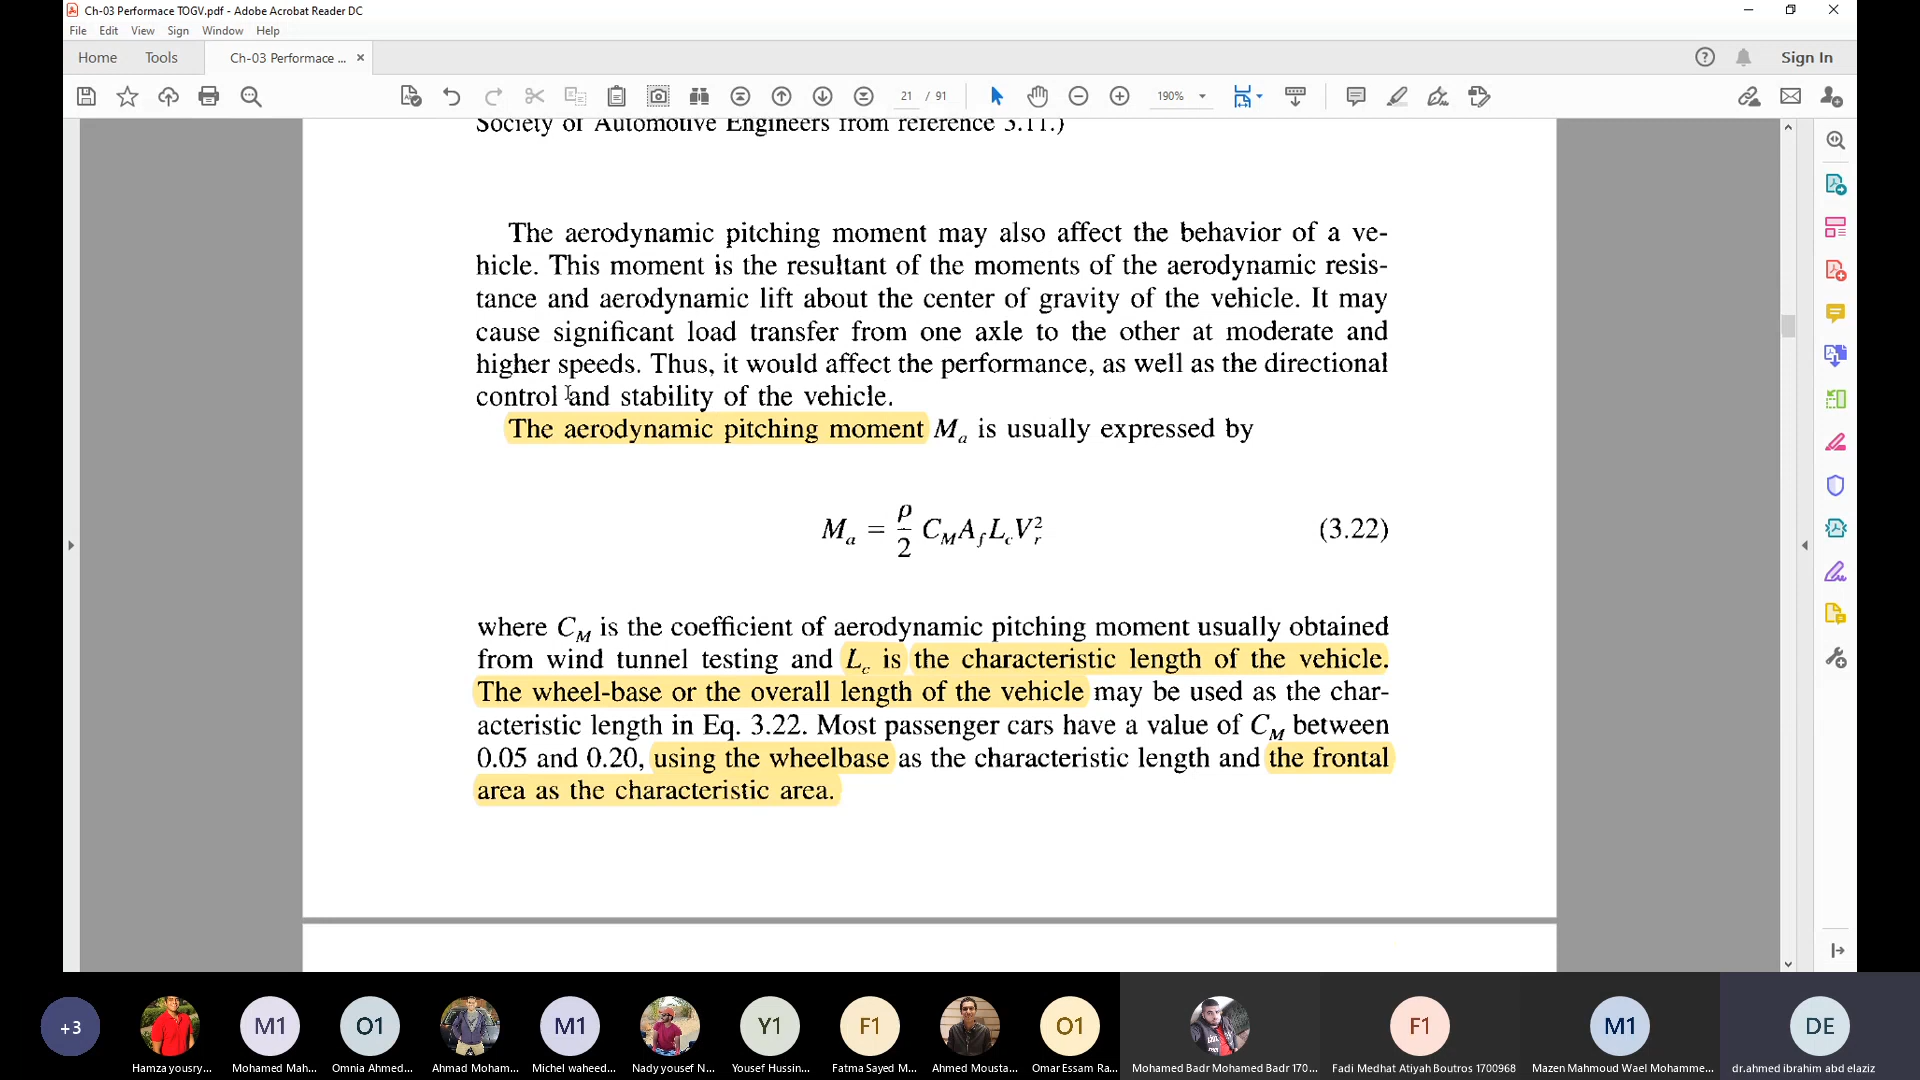 Ch-03 Performace TOGV.pdf - Adobe Acrobat Reader DC
File Edit View Sign Window Help
Home Tools Ch-03 Performace ... × Sign In
21 / 91 190%
Society of Automotive Engineers from reference 3.11.)
The aerodynamic pitching moment may also affect the behavior of a ve-
hicle. This moment is the resultant of the moments of the aerodynamic resis-
tance and aerodynamic lift about the center of gravity of the vehicle. It may
cause significant load transfer from one axle to the other at moderate and
higher speeds. Thus, it would affect the performance, as well as the directional
control and stability of the vehicle.
The aerodynamic pitching moment Mₐ is usually expressed by
Mₐ = ρ/2 C_M A_f L_c V_r² (3.22)
where C_M is the coefficient of aerodynamic pitching moment usually obtained
from wind tunnel testing and L_c is the characteristic length of the vehicle.
The wheel-base or the overall length of the vehicle may be used as the char-
acteristic length in Eq. 3.22. Most passenger cars have a value of C_M between
0.05 and 0.20, using the wheelbase as the characteristic length and the frontal
area as the characteristic area.
+3 M1 O1 M1 Y1 F1 O1 F1 M1 DE
Hamza yousry... Mohamed Mah... Omnia Ahmed... Ahmad Moham... Michel waheed... Nady yousef N... Yousef Hussin... Fatma Sayed M... Ahmed Mousta... Omar Essam Ra... Mohamed Badr Mohamed Badr 170... Fadi Medhat Atiyah Boutros 1700968 Mazen Mahmoud Wael Mohamme... dr.ahmed ibrahim abd elaziz